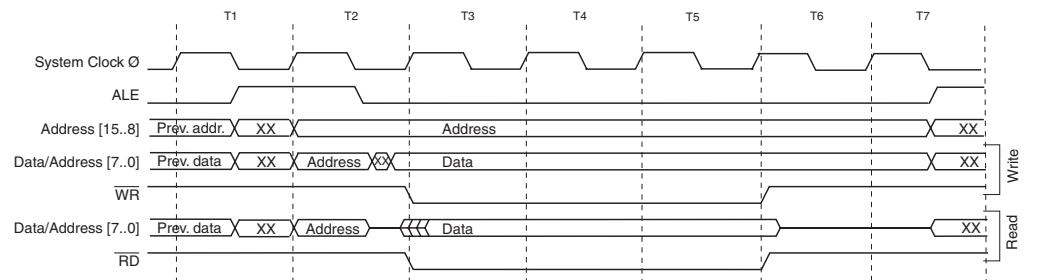 T1 T2 T3 T4 T5 T6 T7
System Clock Ø
ALE
Address [15..8] Prev. addr. XX Address XX
Data/Address [7..0] Prev. data XX Address XX Data XX
WR
Write
Data/Address [7..0] Prev. data XX Address Data XX
RD
Read